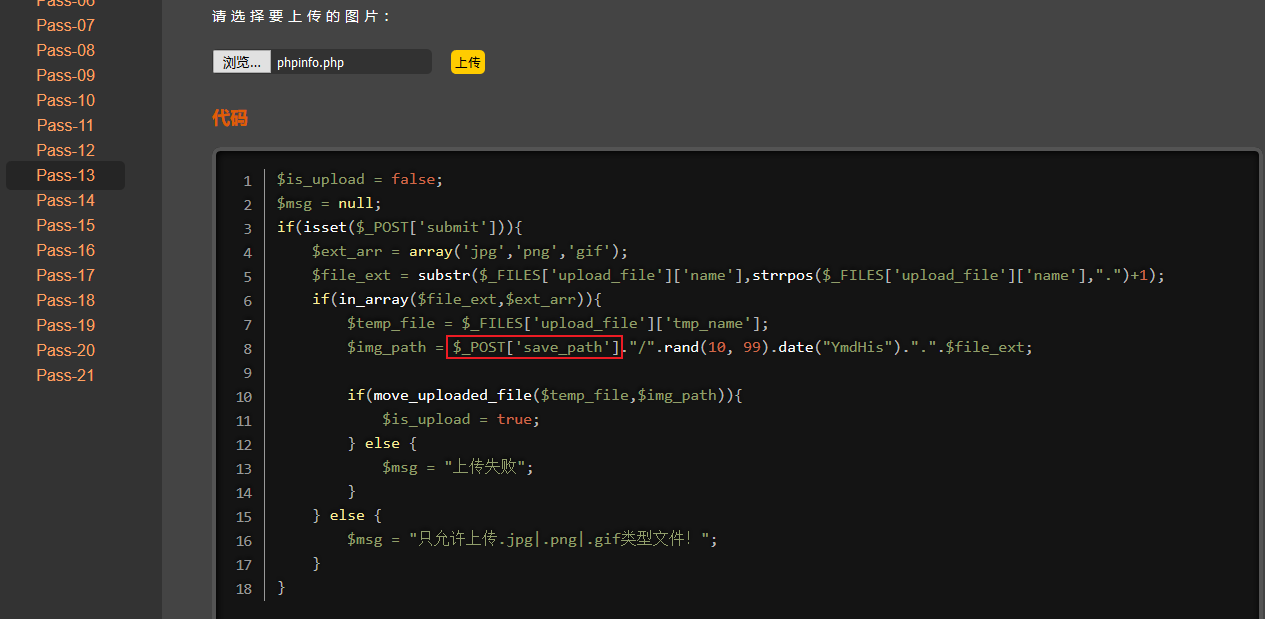 Pass-06
Pass-07
Pass-08
Pass-09
Pass-10
Pass-11
Pass-12
Pass-13
Pass-14
Pass-15
Pass-16
Pass-17
Pass-18
Pass-19
Pass-20
Pass-21
请选择要上传的图片：
浏览... phpinfo.php 上传
代码
1 $is_upload = false;
2 $msg = null;
3 if(isset($_POST['submit'])){
4     $ext_arr = array('jpg','png','gif');
5     $file_ext = substr($_FILES['upload_file']['name'],strrpos($_FILES['upload_file']['name'],".")+1);
6     if(in_array($file_ext,$ext_arr)){
7         $temp_file = $_FILES['upload_file']['tmp_name'];
8         $img_path = $_POST['save_path']."/".rand(10, 99).date("YmdHis").".".$file_ext;
9
10         if(move_uploaded_file($temp_file,$img_path)){
11             $is_upload = true;
12         } else {
13             $msg = "上传失败";
14         }
15     } else {
16         $msg = "只允许上传.jpg|.png|.gif类型文件！";
17     }
18 }